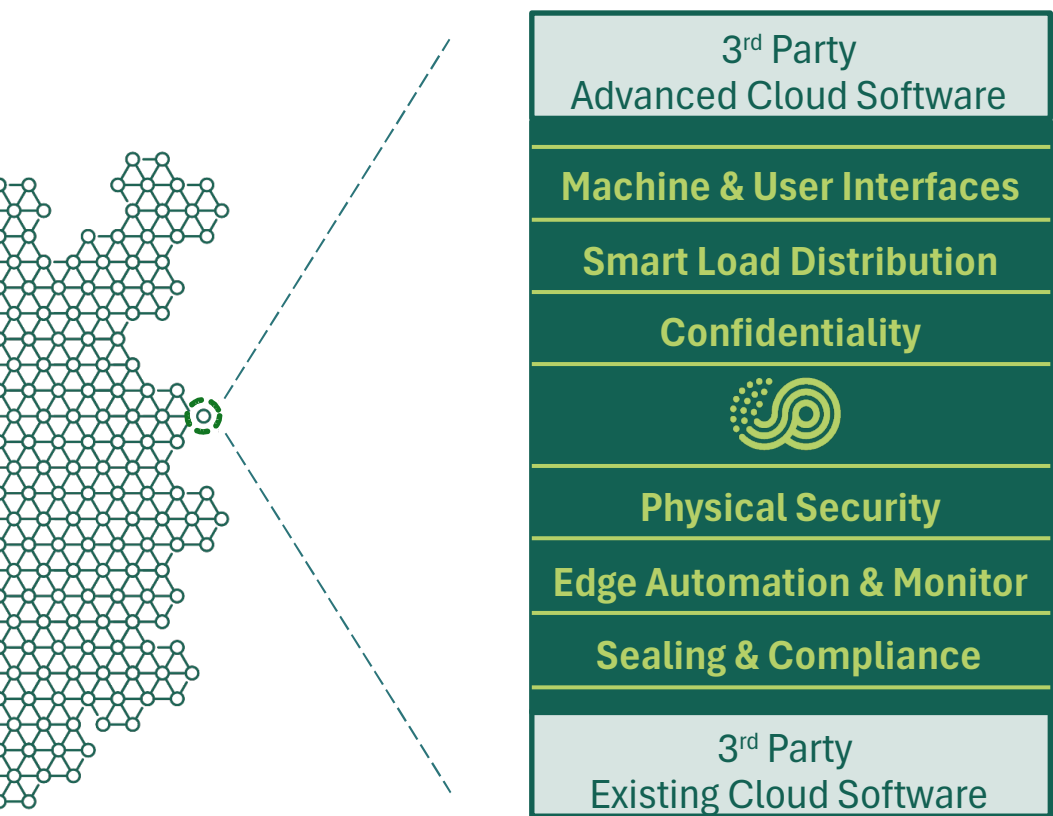 3rd Party
Advanced Cloud Software
Machine & User Interfaces
Smart Load Distribution
Confidentiality
Physical Security
Edge Automation & Monitor
Sealing & Compliance
3rd Party
Existing Cloud Software